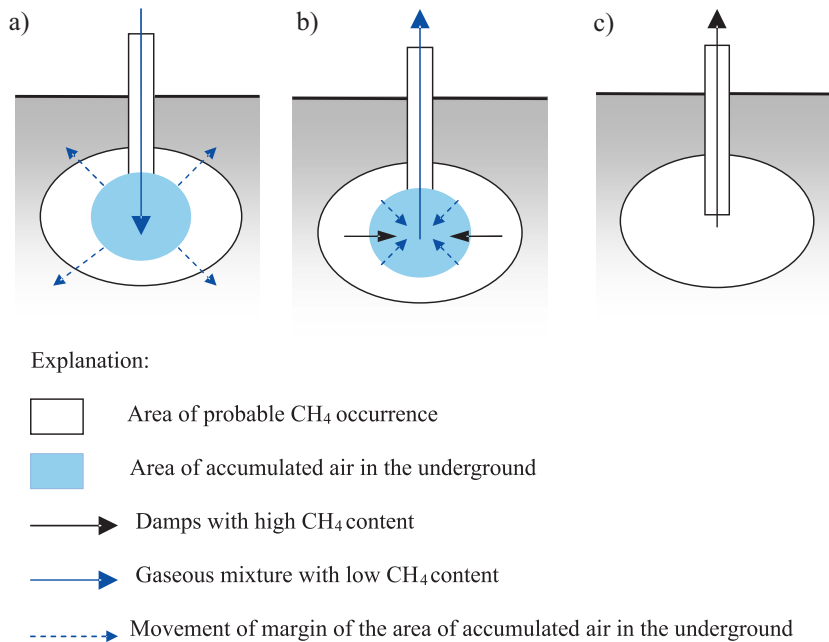 a) b) c)
Explanation:
Area of probable CH₄ occurrence
Area of accumulated air in the underground
Damps with high CH₄ content
Gaseous mixture with low CH₄ content
Movement of margin of the area of accumulated air in the underground